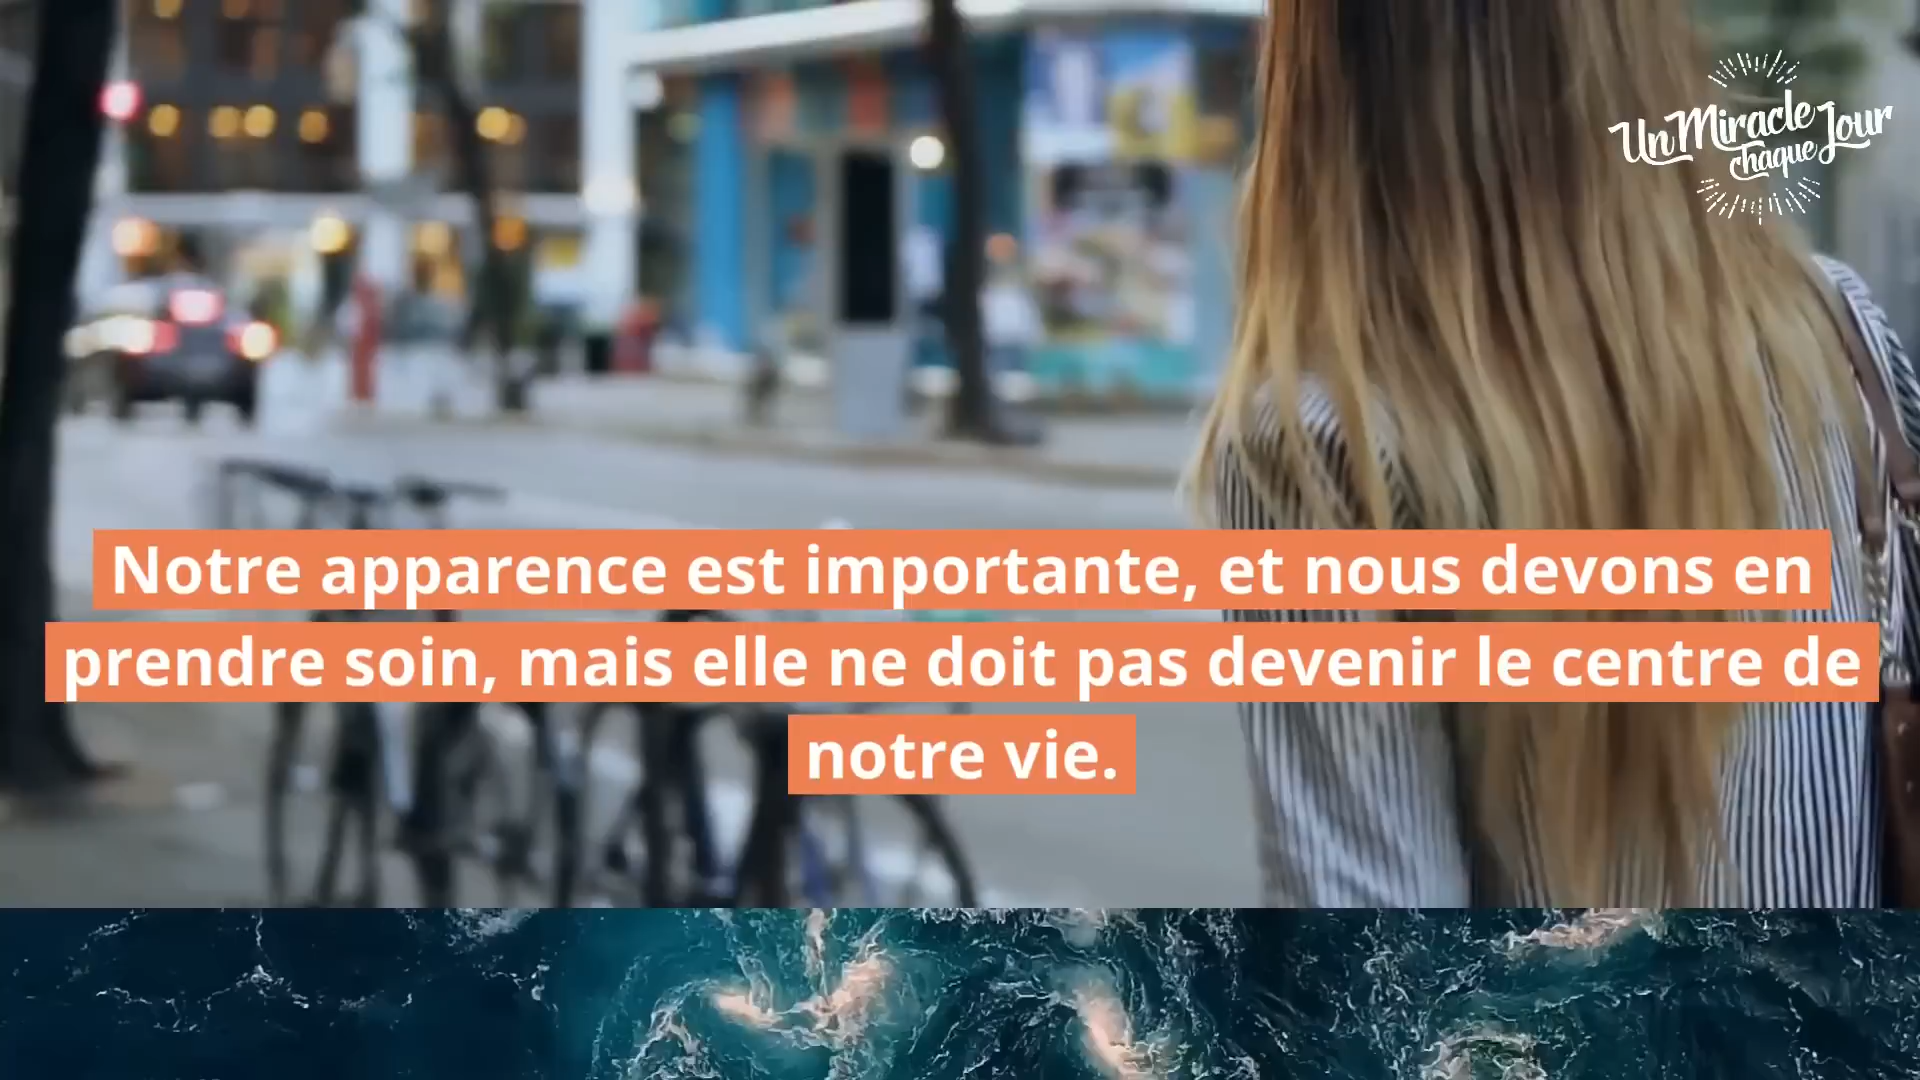 Un Miracle
chaque Jour
Notre apparence est importante, et nous devons en
prendre soin, mais elle ne doit pas devenir le centre de
notre vie.